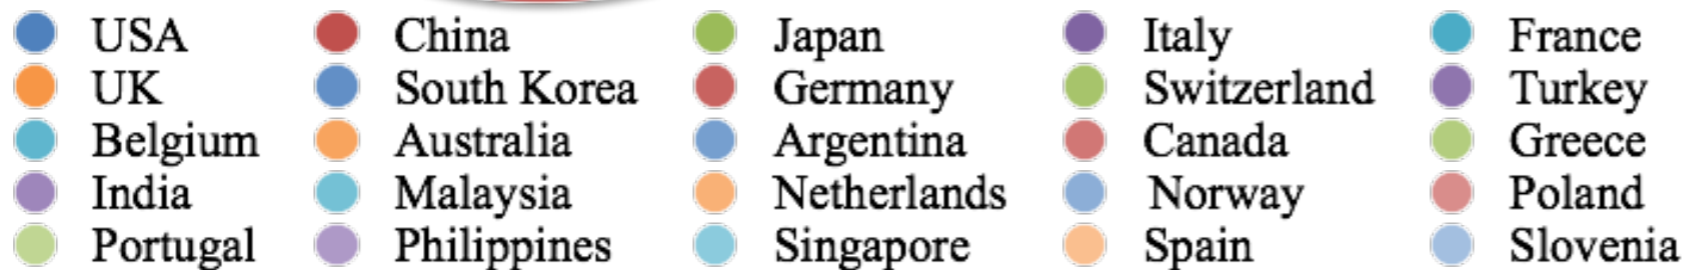 USA China Japan Italy France
UK South Korea Germany Switzerland Turkey
Belgium Australia Argentina Canada Greece
India Malaysia Netherlands Norway Poland
Portugal Philippines Singapore Spain Slovenia